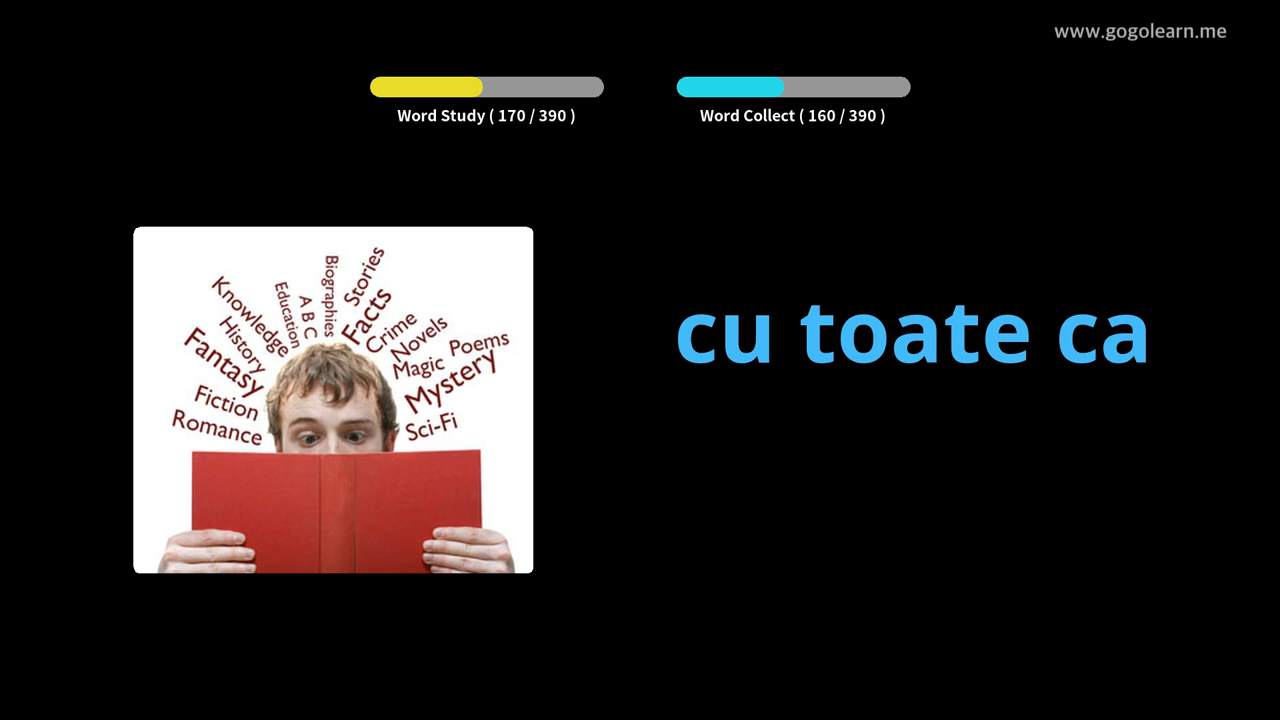 www.gogolearn.me
Word Study ( 170 / 390 )
Word Collect ( 160 / 390 )
cu toate ca
Biographies
Stories
Education
A B C
Facts
Knowledge
Crime
History
Novels
Fantasy
Magic
Poems
Mystery
Fiction
Romance
Sci-Fi